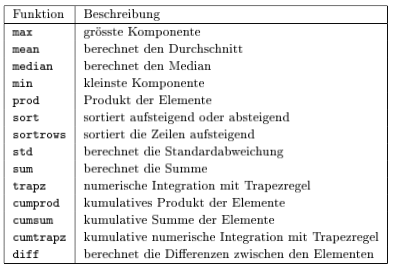 Funktion Beschreibung
max grösste Komponente
mean berechnet den Durchschnitt
median berechnet den Median
min kleinste Komponente
prod Produkt der Elemente
sort sortiert aufsteigend oder absteigend
sortrows sortiert die Zeilen aufsteigend
std berechnet die Standardabweichung
sum berechnet die Summe
trapz numerische Integration mit Trapezregel
cumprod kumulatives Produkt der Elemente
cumsum kumulative Summe der Elemente
cumtrapz kumulative numerische Integration mit Trapezregel
diff berechnet die Differenzen zwischen den Elementen